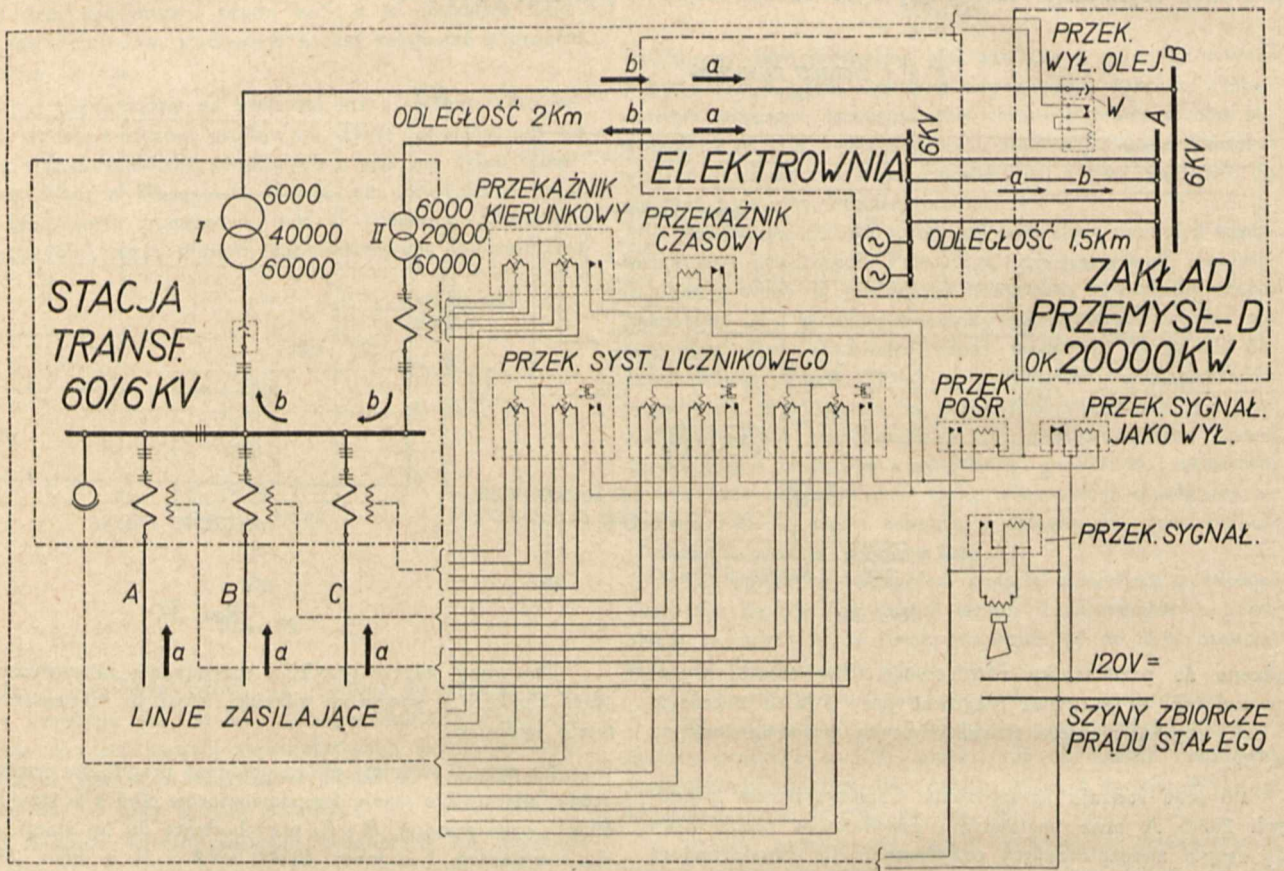 PRZEK.
WYŁ. OLEJ.
B
W
A
6KV
b a
ODLEGŁOŚĆ 2Km
b a
6KV
ELEKTROWNIA
a b
ODLEGŁOŚĆ 1,5Km
ZAKŁAD
PRZEMYSŁ.-D
OK. 20000KW.
6000
I 40000
60000
6000
II 20000
60000
PRZEKAŹNIK
KIERUNKOWY
PRZEKAŹNIK
CZASOWY
STACJA
TRANSF.
60/6 KV
b b
PRZEK. SYST. LICZNIKOWEGO
PRZEK.
POŚR.
PRZEK. SYGNAŁ.
JAKO WYŁ.
PRZEK. SYGNAŁ.
A B C
a a a
LINJE ZASILAJĄCE
120V=
SZYNY ZBIORCZE
PRĄDU STAŁEGO